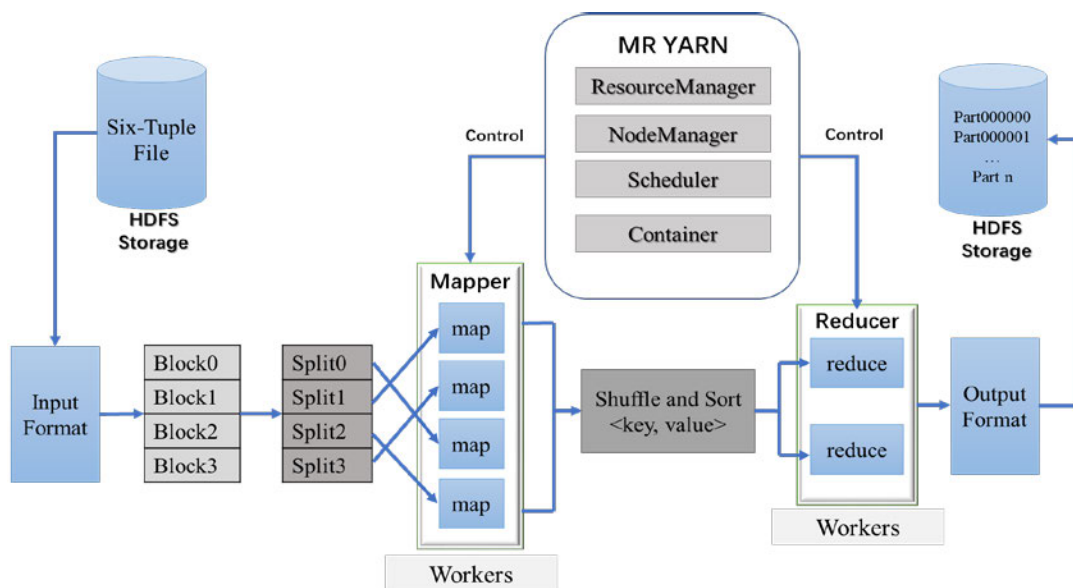 MR YARN
ResourceManager
NodeManager
Scheduler
Container
Control
Control
Six-Tuple
File
HDFS
Storage
Part000000
Part000001
...
Part n
HDFS
Storage
Input
Format
Block0
Block1
Block2
Block3
Split0
Split1
Split2
Split3
Mapper
map
map
map
map
Workers
Shuffle and Sort
<key, value>
Reducer
reduce
reduce
Workers
Output
Format